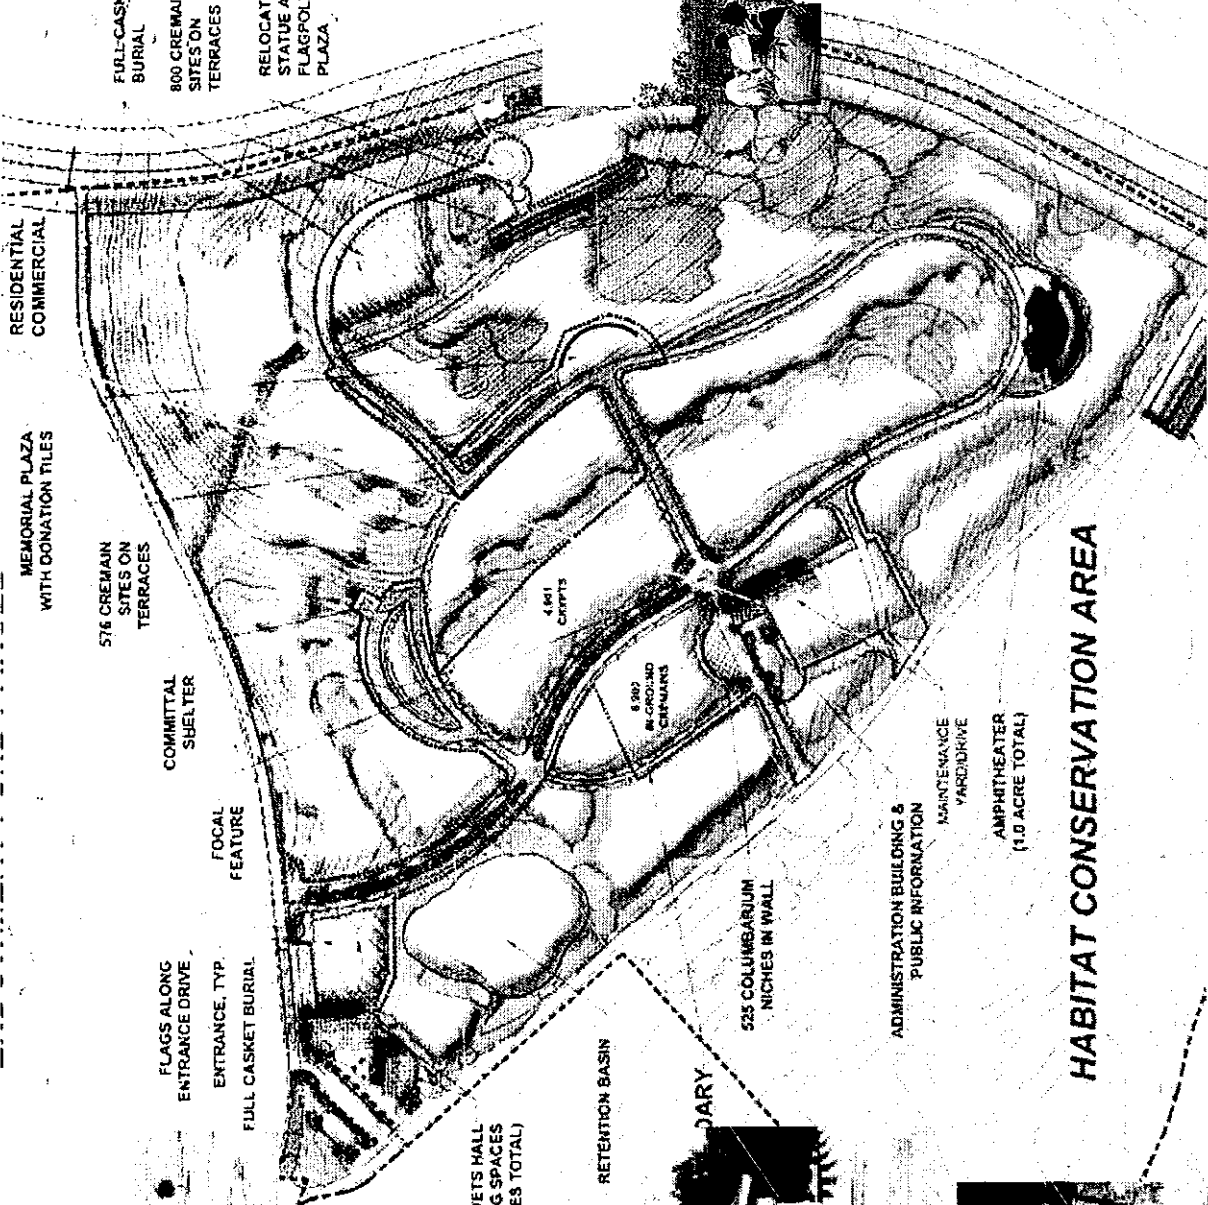 FULL CASK
BURIAL
800 CREMAI
SITES ON
TERRACES
RELOCAT
STATUE A
FLAGPOL
PLAZA
RESIDENTIAL
COMMERCIAL
MEMORIAL PLAZA
WITH DONATION TILES
576 CREMAIN
SITES ON
TERRACES
COMMITTAL
SHELTER
FOCAL
FEATURE
FLAGS ALONG
ENTRANCE DRIVE
ENTRANCE, TYP.
FULL CASKET BURIAL
CRYPTS
IN-GROUND
CREMAINS
VETS HALL
G SPACES
ES TOTAL)
RETENTION BASIN
DARY
525 COLUMBARIUM
NICHES IN WALL
ADMINISTRATION BUILDING &
PUBLIC INFORMATION
MAINTENANCE
YARD/DRIVE
AMPHITHEATER
(1.0 ACRE TOTAL)
HABITAT CONSERVATION AREA